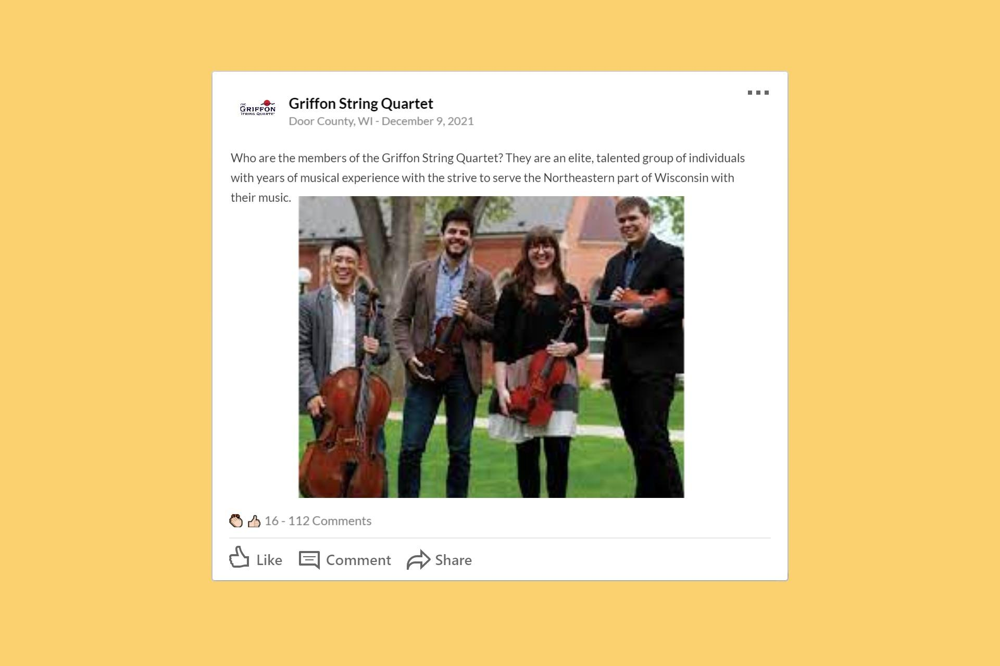 THE
GRIFFON
STRING QUARTET
Griffon String Quartet
Door County, WI - December 9, 2021
Who are the members of the Griffon String Quartet? They are an elite, talented group of individuals
with years of musical experience with the strive to serve the Northeastern part of Wisconsin with
their music.
16 - 112 Comments
Like Comment Share